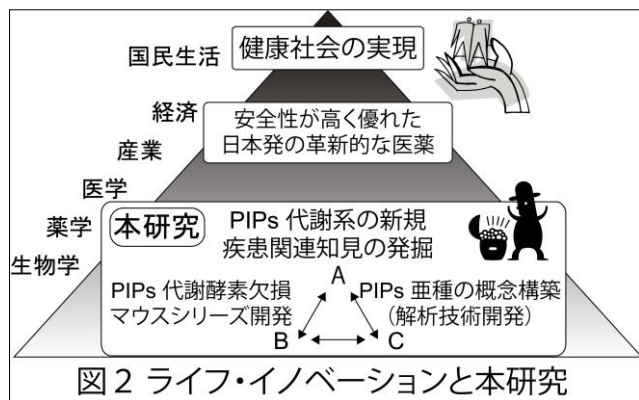 国民生活
健康社会の実現
経済
産業
安全性が高く優れた
日本発の革新的な医薬
医学
薬学
生物学
本研究
PIPs 代謝系の新規
疾患関連知見の発掘
A
PIPs 代謝酵素欠損
マウスシリーズ開発
PIPs 亜種の概念構築
（解析技術開発）
B
C
図２ ライフ・イノベーションと本研究